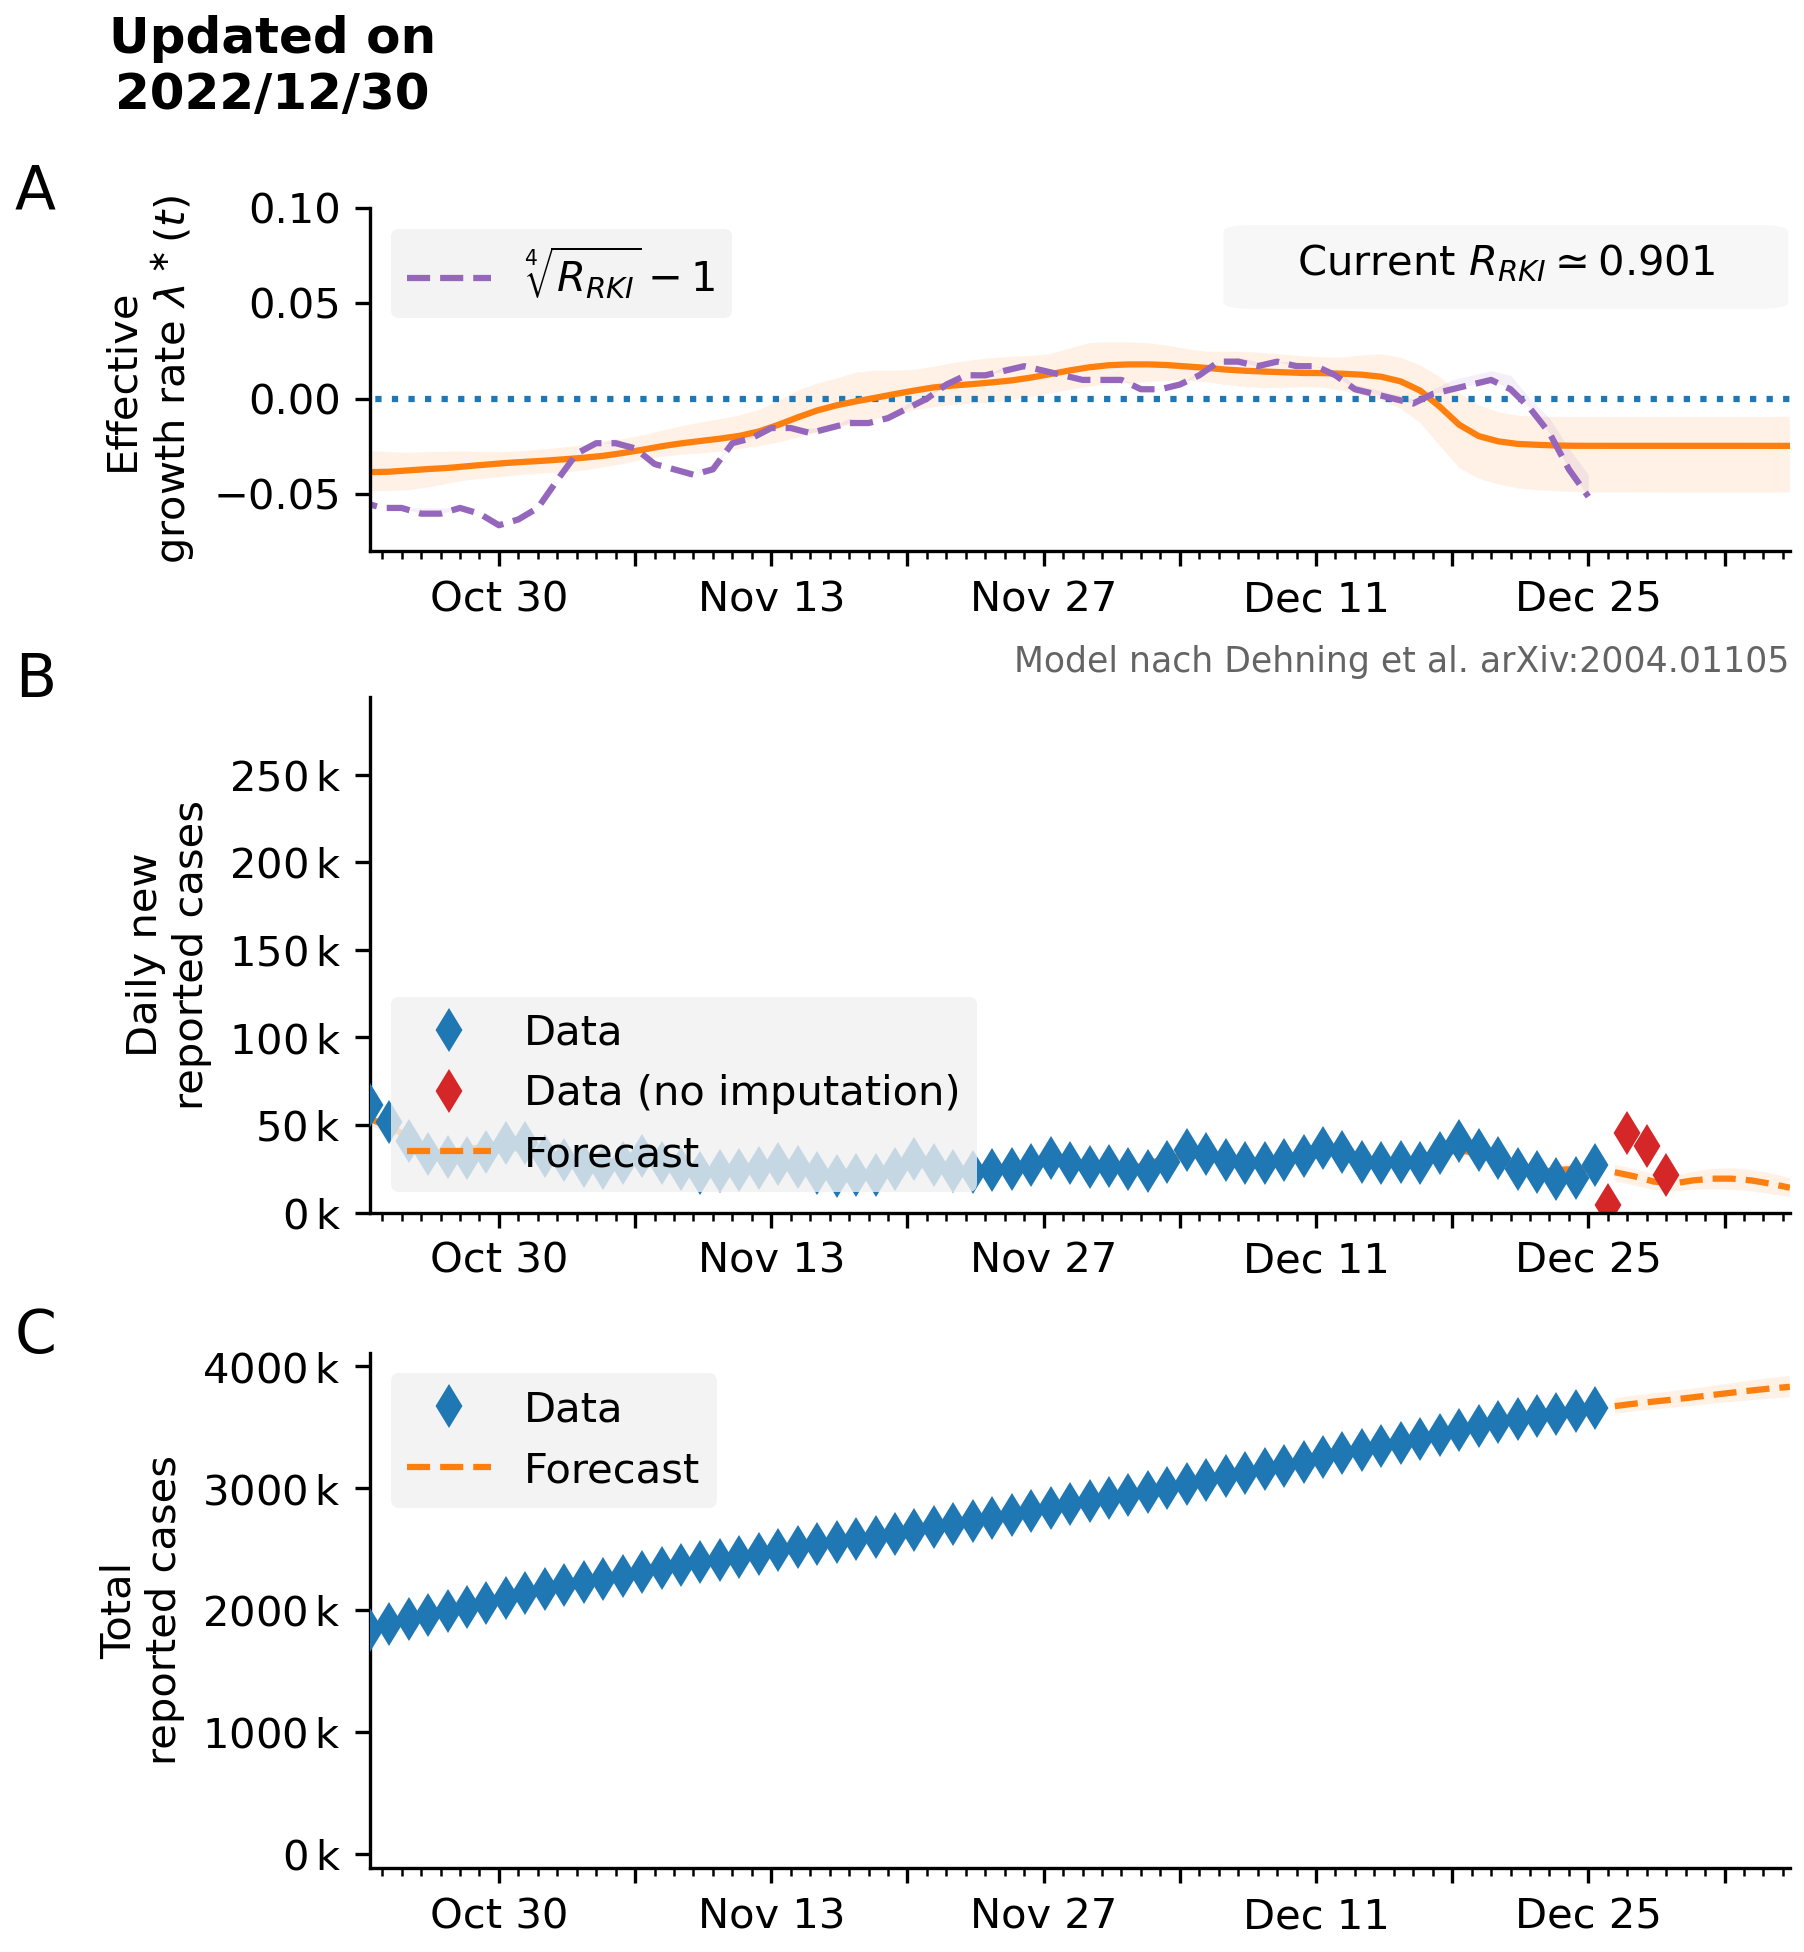 Updated on
2022/12/30
A
Effective
growth rate λ * (t)
0.10
0.05
0.00
−0.05
∜R_RKI − 1
Current R_RKI ≃ 0.901
Oct 30 Nov 13 Nov 27 Dec 11 Dec 25
Model nach Dehning et al. arXiv:2004.01105
B
Daily new
reported cases
250 k
200 k
150 k
100 k
50 k
0 k
Data
Data (no imputation)
Forecast
Oct 30 Nov 13 Nov 27 Dec 11 Dec 25
C
Total
reported cases
4000 k
3000 k
2000 k
1000 k
0 k
Data
Forecast
Oct 30 Nov 13 Nov 27 Dec 11 Dec 25